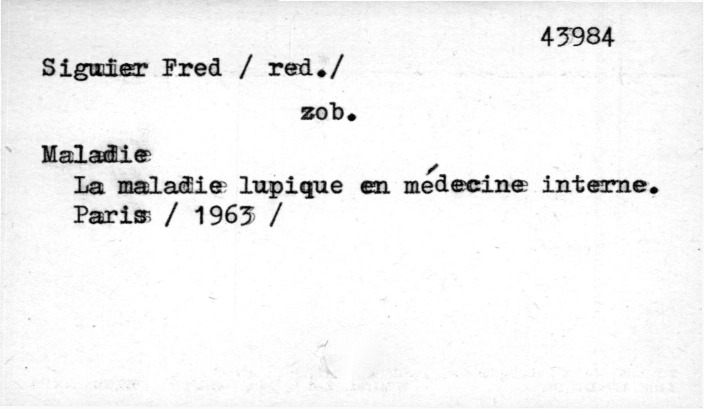 43984
Siguier Fred / red./
zob.
Maladie
La maladie lupique en médecine interne.
Paris / 1963 /